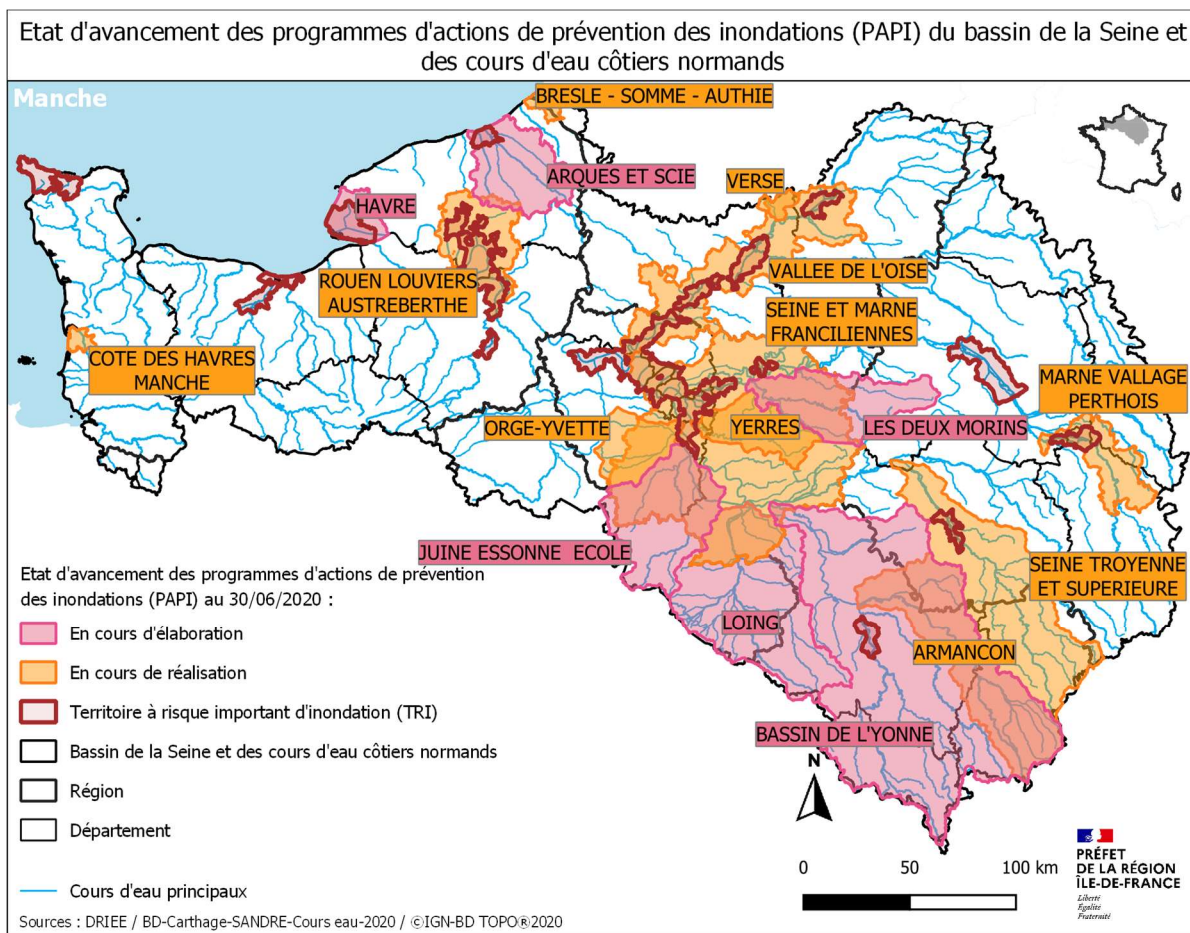 Etat d'avancement des programmes d'actions de prévention des inondations (PAPI) du bassin de la Seine et
des cours d'eau côtiers normands
Manche
BRESLE - SOMME - AUTHIE
ARQUES ET SCIE
VERSE
HAVRE
ROUEN LOUVIERS
AUSTREBERTHE
VALLEE DE L'OISE
SEINE ET MARNE
FRANCILIENNES
COTE DES HAVRES
MANCHE
MARNE VALLAGE
PERTHOIS
ORGE-YVETTE
YERRES
LES DEUX MORINS
JUINE ESSONNE  ECOLE
SEINE TROYENNE
ET SUPERIEURE
LOING
ARMANCON
BASSIN DE L'YONNE
Etat d'avancement des programmes d'actions de prévention
des inondations (PAPI) au 30/06/2020 :
En cours d'élaboration
En cours de réalisation
Territoire à risque important d'inondation (TRI)
Bassin de la Seine et des cours d'eau côtiers normands
Région
Département
Cours d'eau principaux
N
0 50 100 km
PRÉFET
DE LA RÉGION
ÎLE-DE-FRANCE
Liberté
Égalité
Fraternité
Sources : DRIEE / BD-Carthage-SANDRE-Cours eau-2020 / ©IGN-BD TOPO®2020